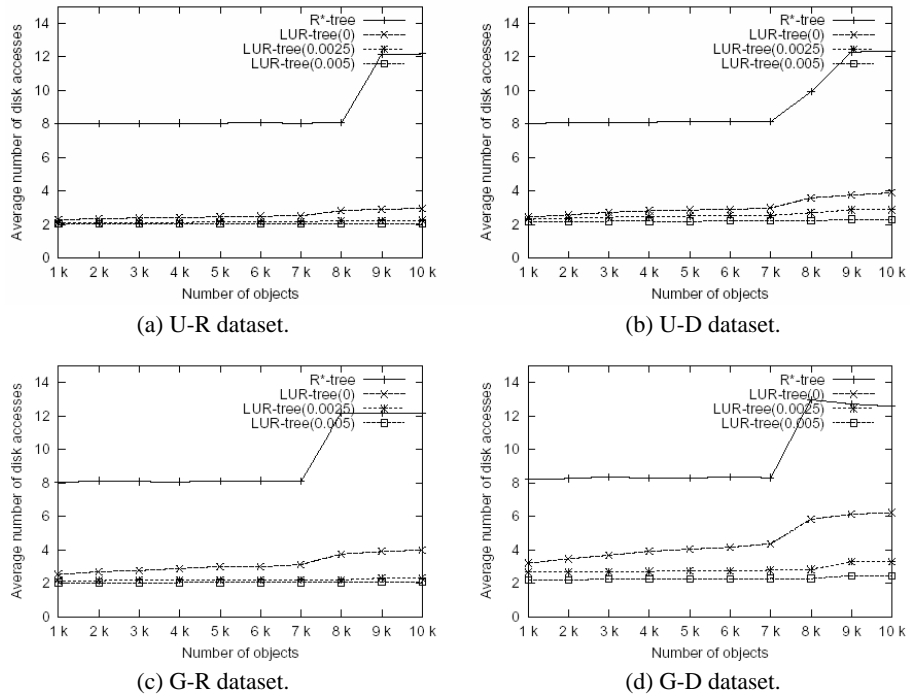 14
12
10
8
6
4
2
0
Average number of disk accesses
R*-tree
LUR-tree(0)
LUR-tree(0.0025)
LUR-tree(0.005)
1 k 2 k 3 k 4 k 5 k 6 k 7 k 8 k 9 k 10 k
Number of objects
(a) U-R dataset.
14
12
10
8
6
4
2
0
Average number of disk accesses
R*-tree
LUR-tree(0)
LUR-tree(0.0025)
LUR-tree(0.005)
1 k 2 k 3 k 4 k 5 k 6 k 7 k 8 k 9 k 10 k
Number of objects
(b) U-D dataset.
14
12
10
8
6
4
2
0
Average number of disk accesses
R*-tree
LUR-tree(0)
LUR-tree(0.0025)
LUR-tree(0.005)
1 k 2 k 3 k 4 k 5 k 6 k 7 k 8 k 9 k 10 k
Number of objects
(c) G-R dataset.
14
12
10
8
6
4
2
0
Average number of disk accesses
R*-tree
LUR-tree(0)
LUR-tree(0.0025)
LUR-tree(0.005)
1 k 2 k 3 k 4 k 5 k 6 k 7 k 8 k 9 k 10 k
Number of objects
(d) G-D dataset.